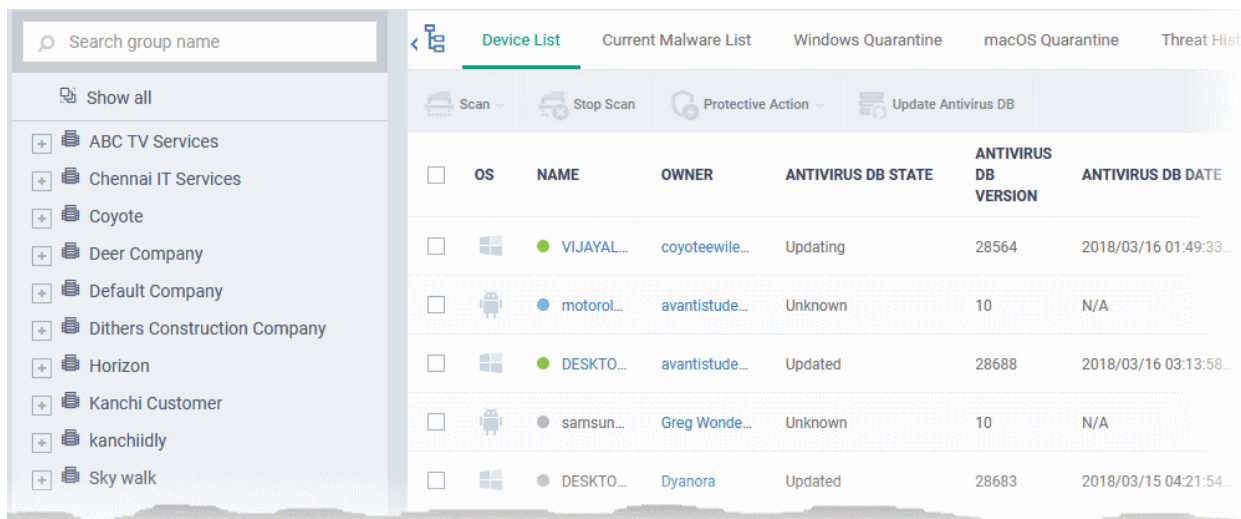 Search group name
Show all
ABC TV Services
Chennai IT Services
Coyote
Deer Company
Default Company
Dithers Construction Company
Horizon
Kanchi Customer
kanchiidly
Sky walk
Device List Current Malware List Windows Quarantine macOS Quarantine Threat Hist
Scan Stop Scan Protective Action Update Antivirus DB
OS NAME OWNER ANTIVIRUS DB STATE ANTIVIRUS DB VERSION ANTIVIRUS DB DATE
VIJAYAL... coyoteewile... Updating 28564 2018/03/16 01:49:33...
motorol... avantistude... Unknown 10 N/A
DESKTO... avantistude... Updated 28688 2018/03/16 03:13:58...
samsun... Greg Wonde... Unknown 10 N/A
DESKTO... Dyanora Updated 28683 2018/03/15 04:21:54...